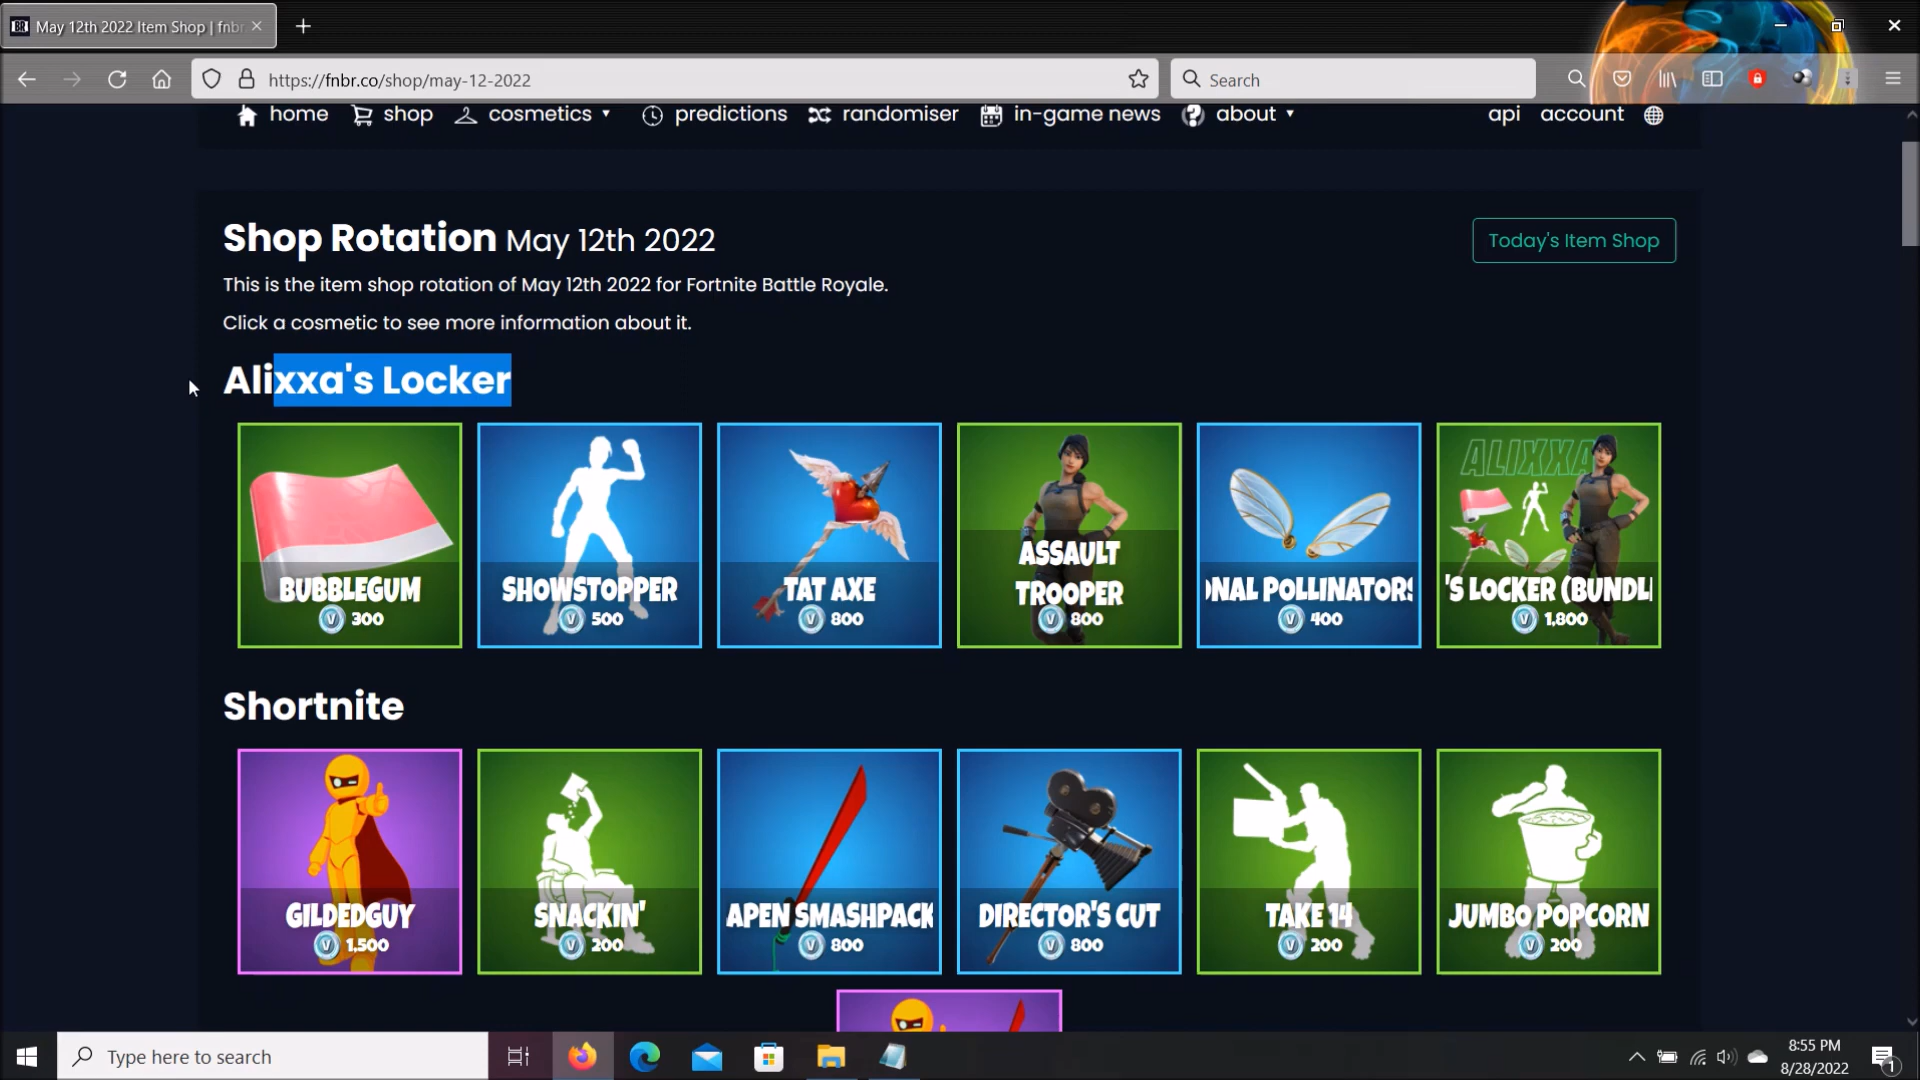 May 12th 2022 Item Shop | fnbr
https://fnbr.co/shop/may-12-2022
Search
home shop cosmetics predictions randomiser in-game news about api account
Shop Rotation May 12th 2022
Today's Item Shop
This is the item shop rotation of May 12th 2022 for Fortnite Battle Royale.
Click a cosmetic to see more information about it.
Alixxa's Locker
ALIXXA
BUBBLEGUM
300
SHOWSTOPPER
500
TAT AXE
800
ASSAULT
TROOPER
800
ONAL POLLINATORS
400
'S LOCKER (BUNDL
1,800
Shortnite
GILDEDGUY
1,500
SNACKIN'
200
APEN SMASHPACK
800
DIRECTOR'S CUT
800
TAKE 14
200
JUMBO POPCORN
200
Type here to search
8:55 PM
8/28/2022
1